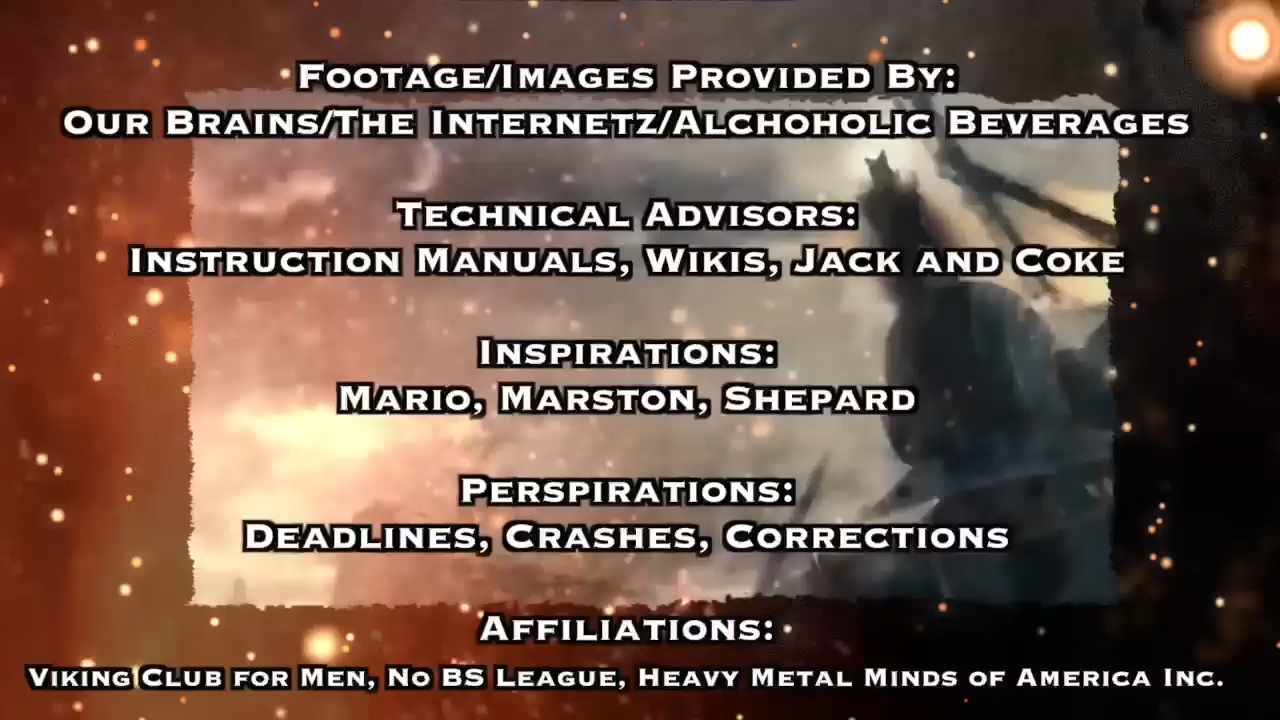 Footage/Images Provided By:
Our Brains/The Internetz/Alchoholic Beverages
Technical Advisors:
Instruction Manuals, Wikis, Jack and Coke
Inspirations:
Mario, Marston, Shepard
Perspirations:
Deadlines, Crashes, Corrections
Affiliations:
Viking Club for Men, No BS League, Heavy Metal Minds of America Inc.